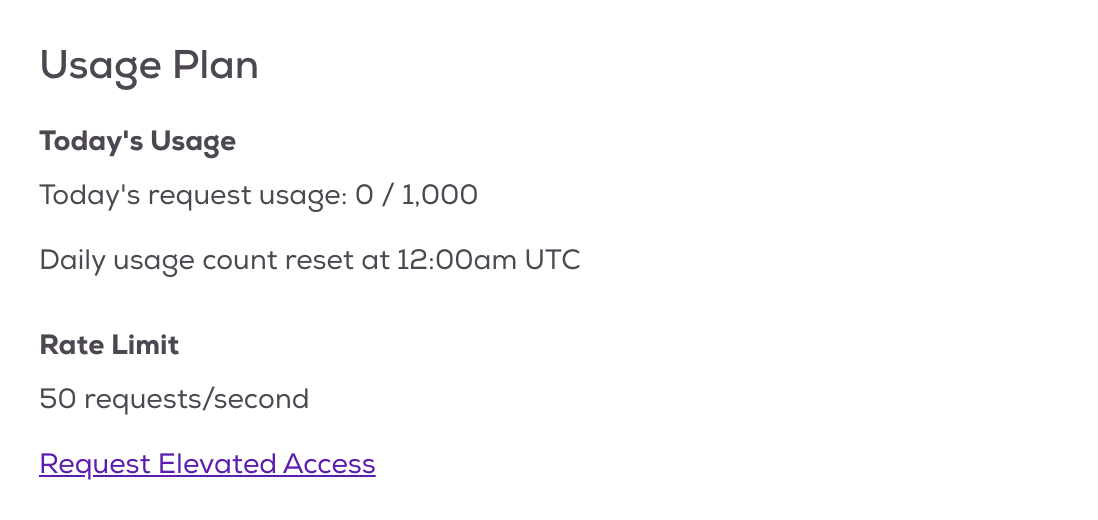 Usage Plan
Today's Usage
Today's request usage: 0 / 1,000
Daily usage count reset at 12:00am UTC
Rate Limit
50 requests/second
Request Elevated Access